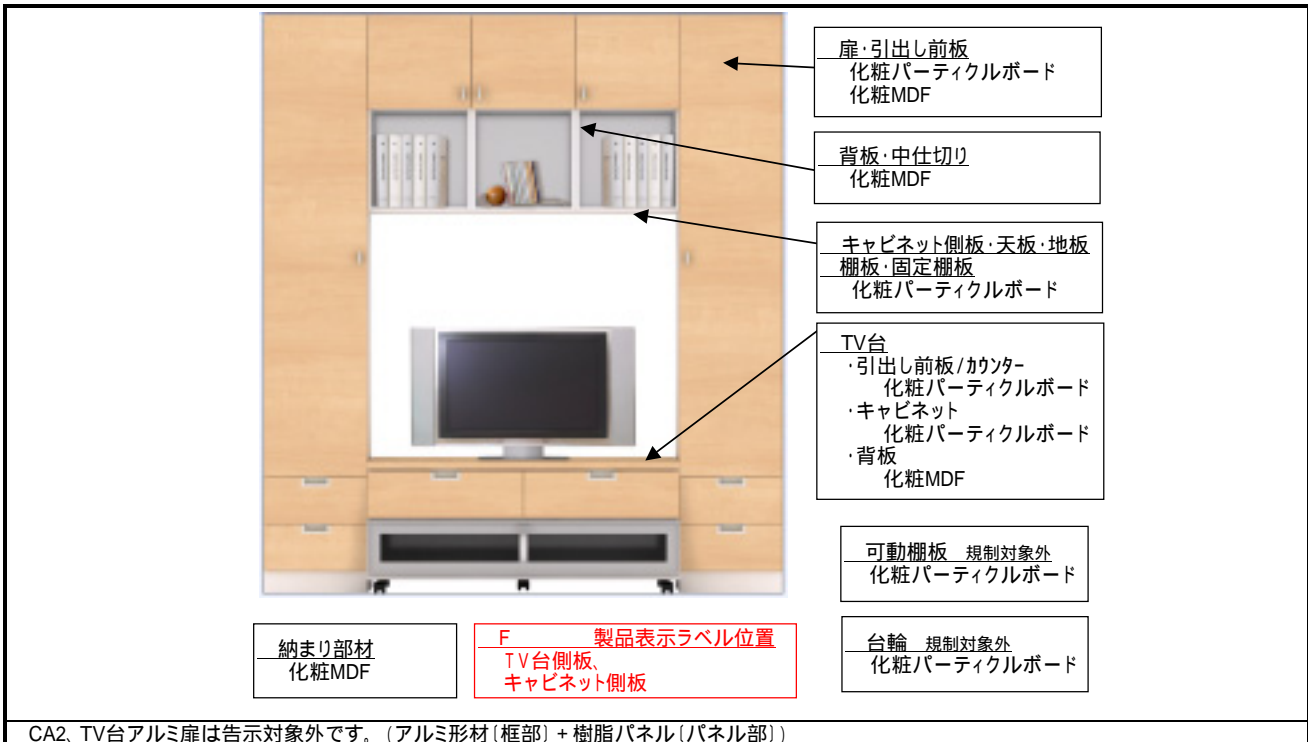 扉･引出し前板
化粧パーティクルボード
化粧MDF
背板･中仕切り
化粧MDF
キャビネット側板･天板･地板
棚板･固定棚板
化粧パーティクルボード
TV台
･引出し前板/ｶｳﾝﾀｰ
化粧パーティクルボード
･キャビネット
化粧パーティクルボード
･背板
化粧MDF
可動棚板 規制対象外
化粧パーティクルボード
台輪 規制対象外
化粧パーティクルボード
納まり部材
化粧MDF
F 製品表示ラベル位置
TV台側板、
キャビネット側板
CA2、TV台アルミ扉は告示対象外です。(アルミ形材〔框部〕+樹脂パネル〔パネル部〕)